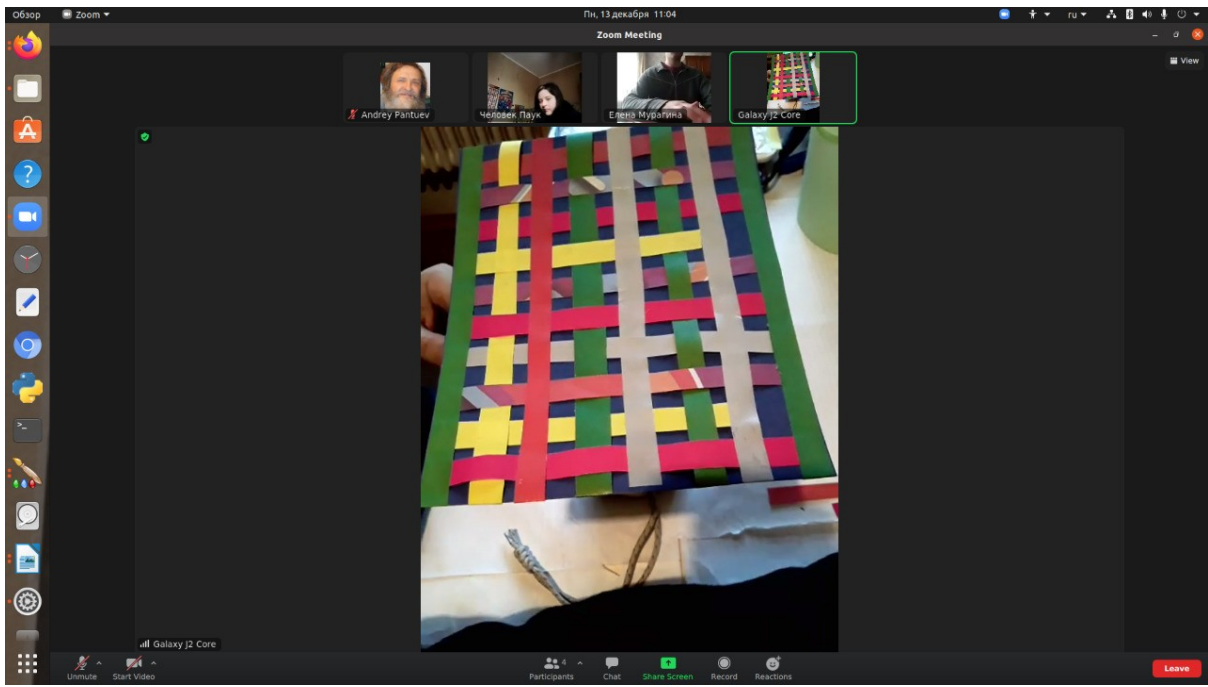 Обзор
Zoom
Пн, 13 декабря 11:04
ru
Zoom Meeting
View
Andrey Pantuev
Человек Паук
Елена Мурагина
Galaxy J2 Core
Galaxy J2 Core
Unmute
Start Video
Participants
4
Chat
Share Screen
Record
Reactions
Leave